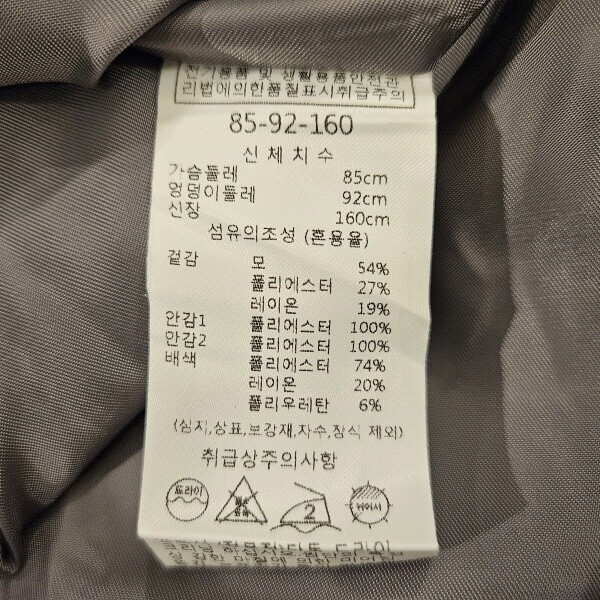 전기용품 및 생활용품안전관
리법에의한품질표시취급주의
85-92-160
신체치수
가슴둘레 85cm
엉덩이둘레 92cm
신장 160cm
섬유의조성 (혼용율)
겉감 모 54%
폴리에스터 27%
레이온 19%
안감1 폴리에스터 100%
안감2 폴리에스터 100%
배색 폴리에스터 74%
레이온 20%
폴리우레탄 6%
(심지,상표,보강재,자수,장식 제외)
취급상주의사항
드라이 2 뉘어서